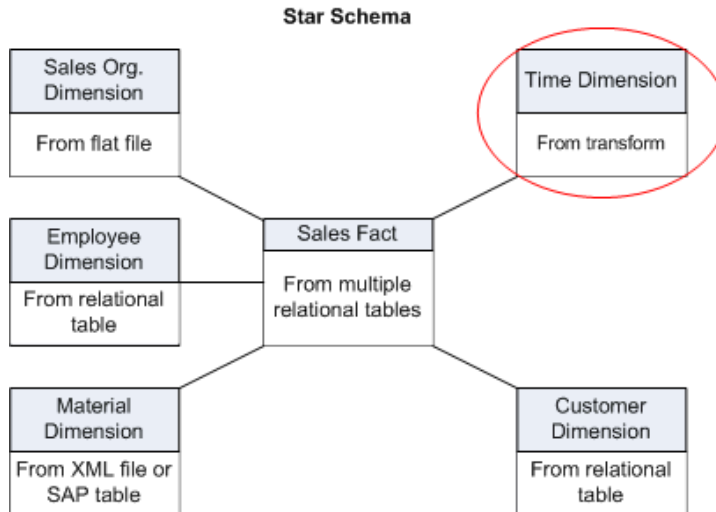 Star Schema
Sales Org.
Dimension
From flat file
Time Dimension
From transform
Employee
Dimension
From relational
table
Sales Fact
From multiple
relational tables
Material
Dimension
From XML file or
SAP table
Customer
Dimension
From relational
table